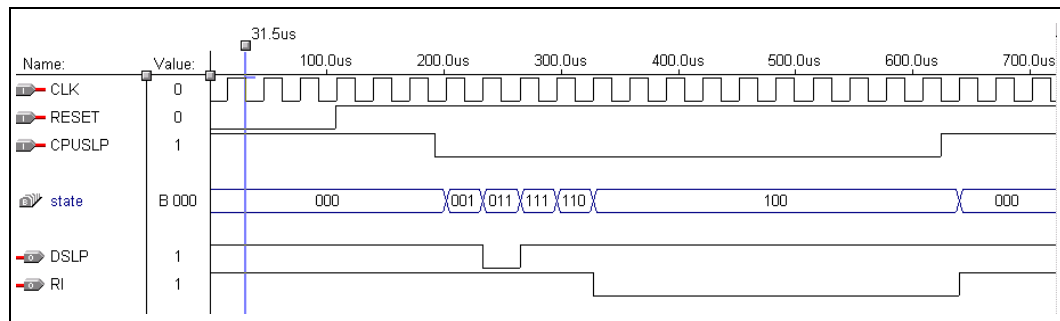 31.5us
100.0us 200.0us 300.0us 400.0us 500.0us 600.0us 700.0us
Name: Value:
CLK 0
RESET 0
CPUSLP 1
state B 000 000 001 011 111 110 100 000
DSLP 1
RI 1